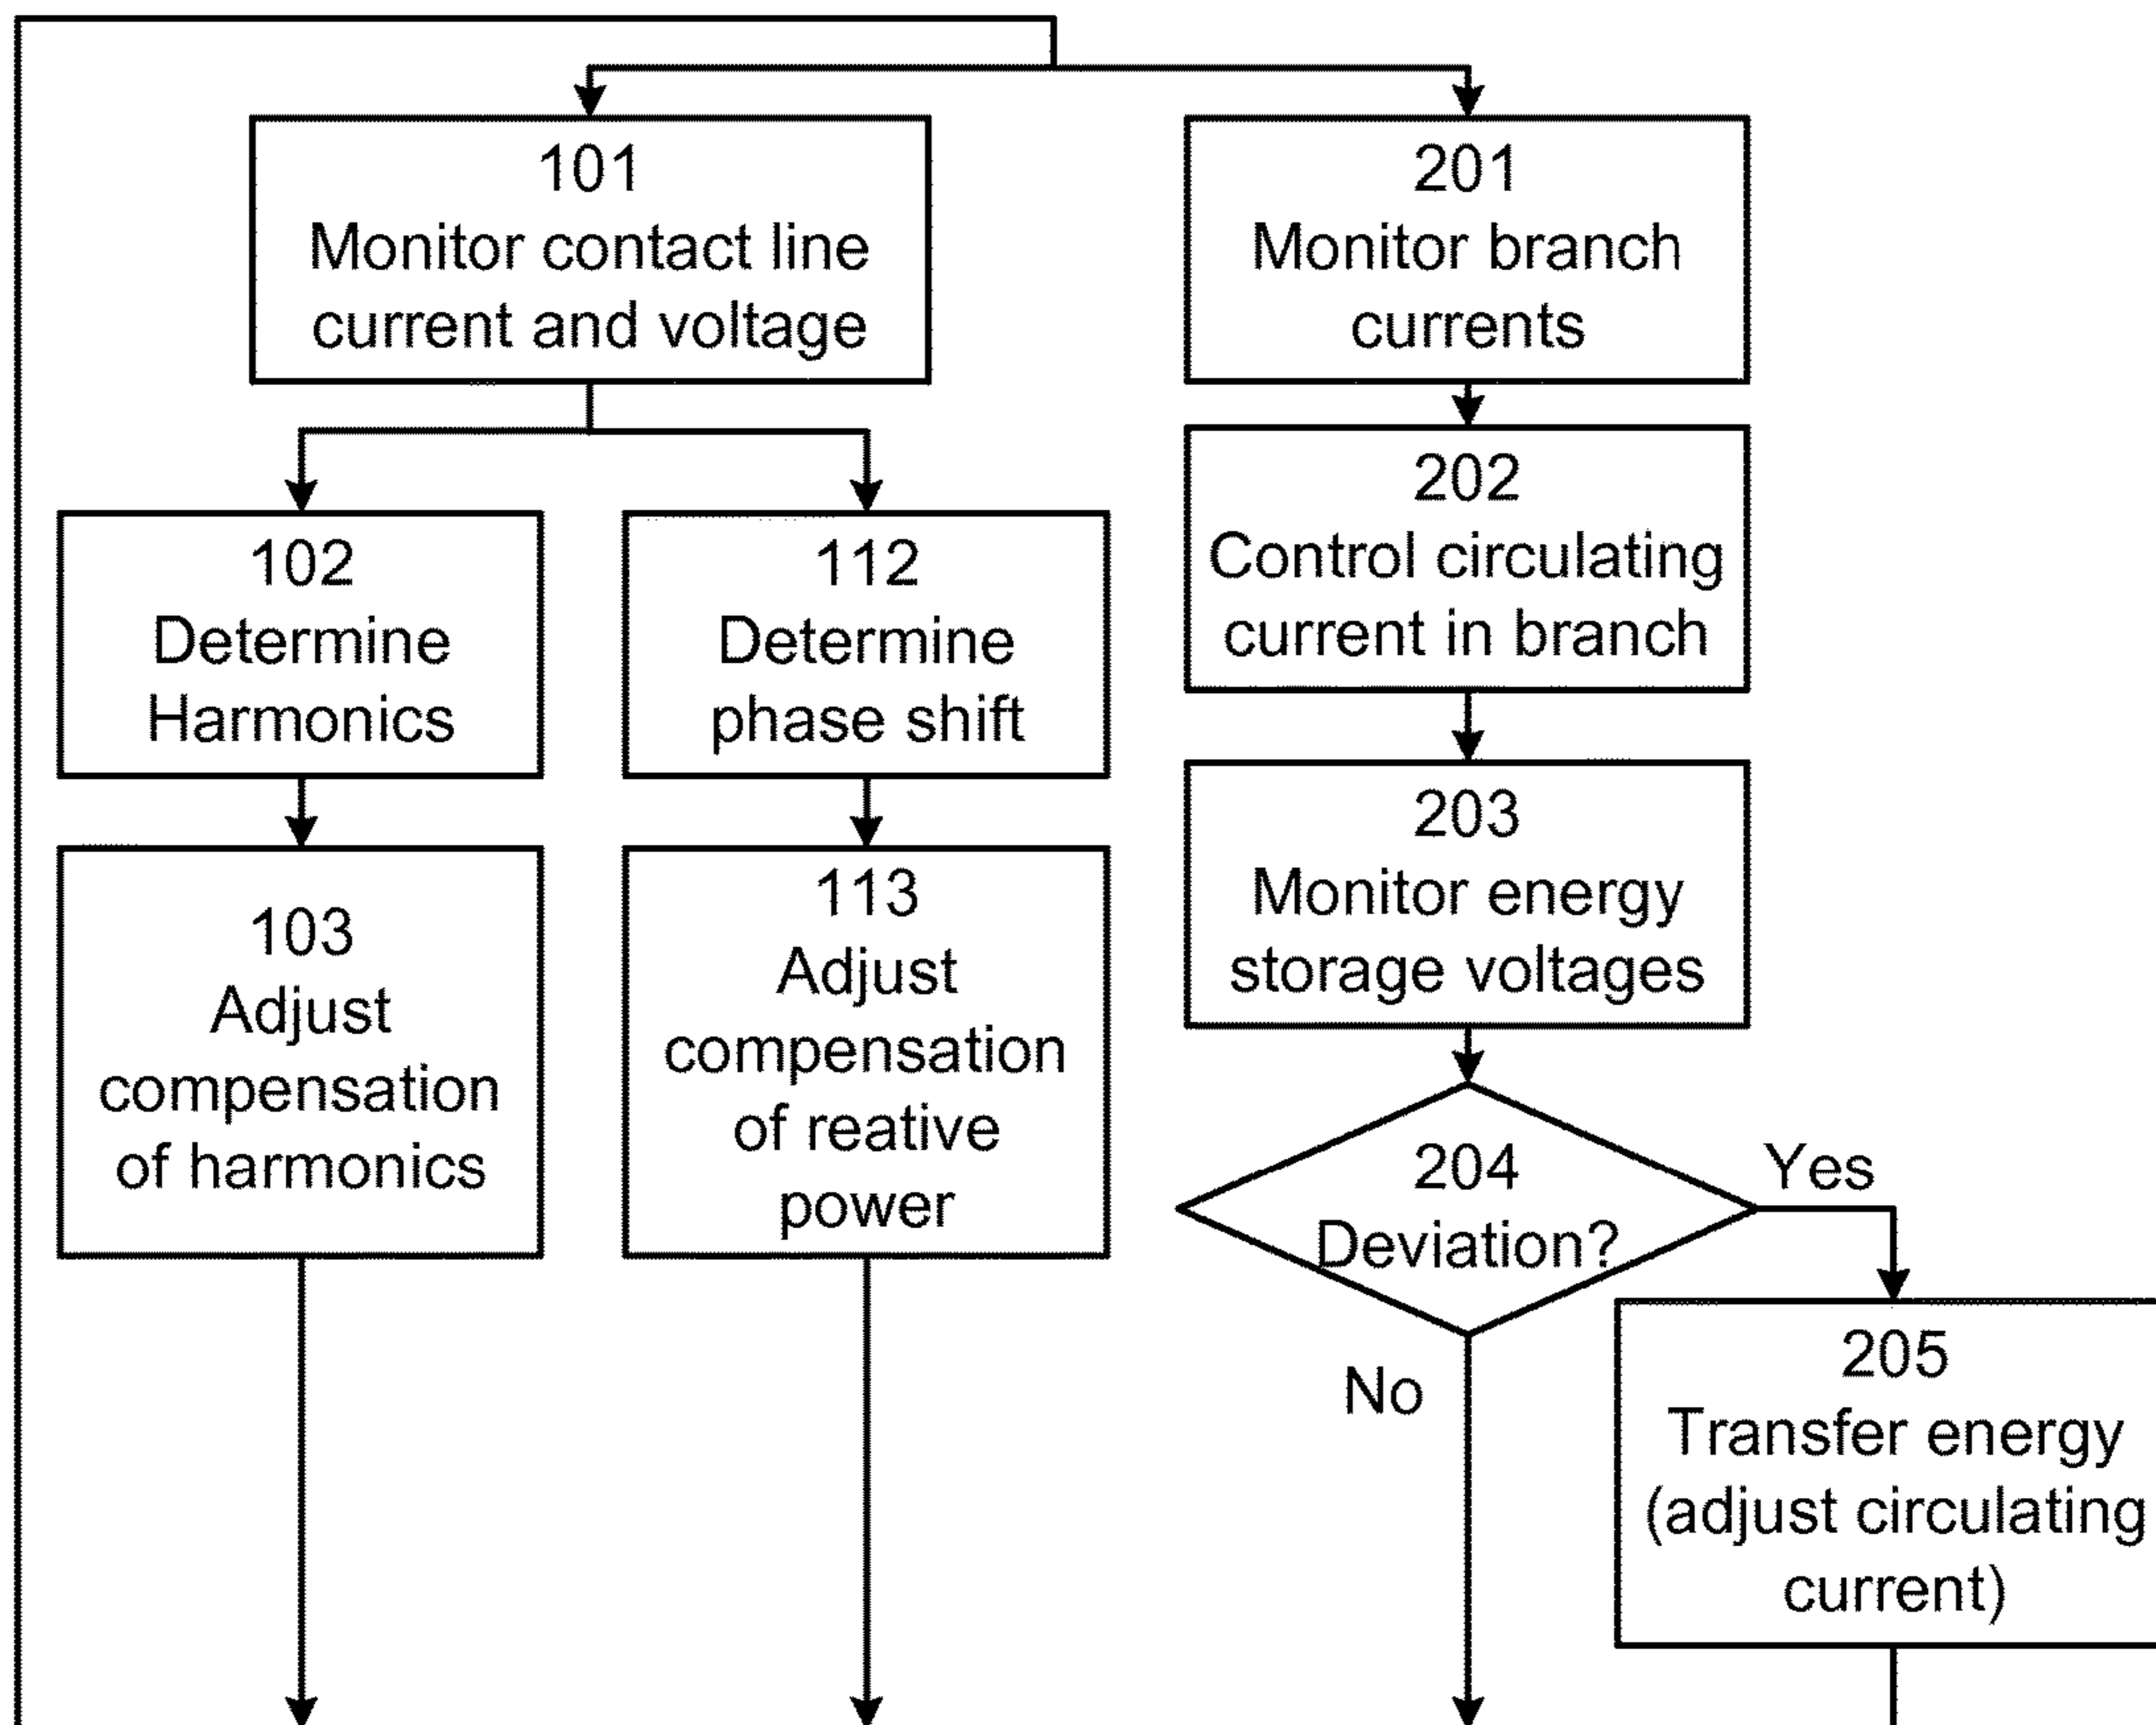 101
Monitor contact line
current and voltage
102
Determine
Harmonics
103
Adjust
compensation
of harmonics
112
Determine
phase shift
113
Adjust
compensation
of reative
power
201
Monitor branch
currents
202
Control circulating
current in branch
203
Monitor energy
storage voltages
204
Deviation?
Yes
No
205
Transfer energy
(adjust circulating
current)